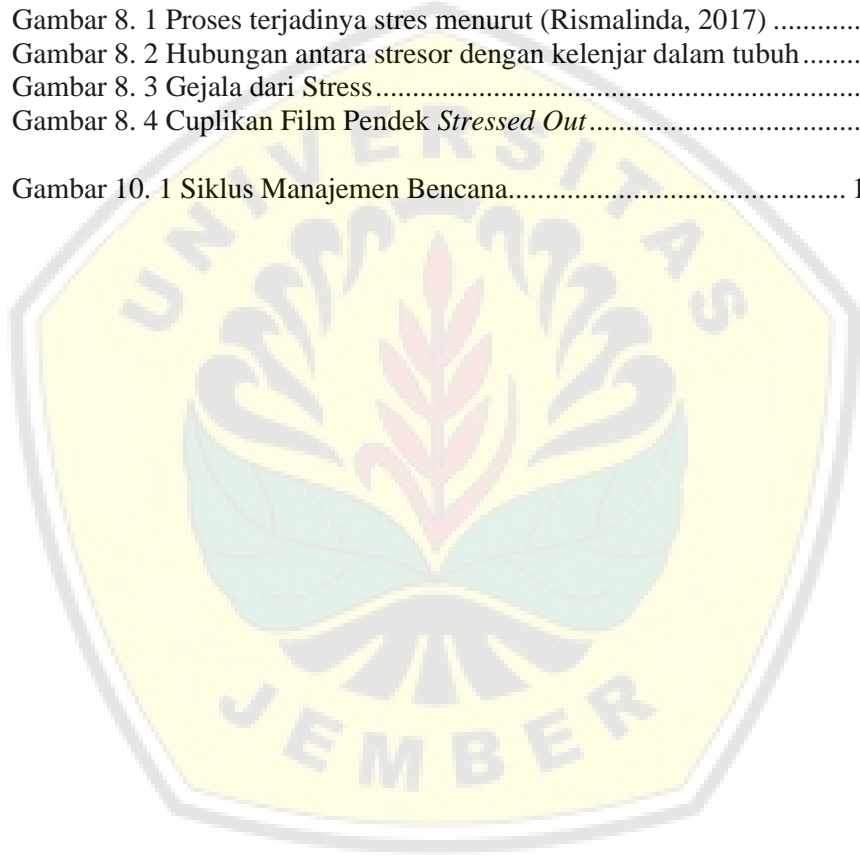 Gambar 8. 1 Proses terjadinya stres menurut (Rismalinda, 2017) .............
Gambar 8. 2 Hubungan antara stresor dengan kelenjar dalam tubuh.........
Gambar 8. 3 Gejala dari Stress...............................................................
Gambar 8. 4 Cuplikan Film Pendek Stressed Out...................................
Gambar 10. 1 Siklus Manajemen Bencana............................................. 1
UNIVERSITAS
JEMBER